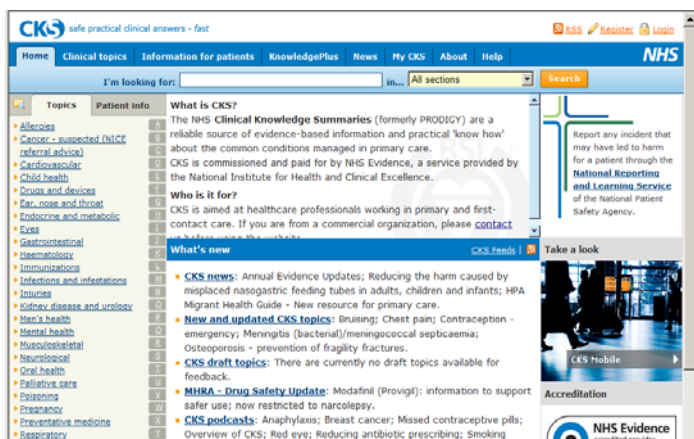 CKS safe practical clinical answers - fast
RSS Register Login
Home Clinical topics Information for patients KnowledgePlus News My CKS About Help
NHS
I'm looking for: in... All sections Search
Topics Patient info
Allergies
Cancer - suspected (NICE
referral advice)
Cardiovascular
Child health
Drugs and devices
Ear, nose and throat
Endocrine and metabolic
Eyes
Gastrointestinal
Haematology
Immunizations
Infections and infestations
Injuries
Kidney disease and urology
Men's health
Mental health
Musculoskeletal
Neurological
Oral health
Palliative care
Poisoning
Pregnancy
Preventative medicine
Respiratory
What is CKS?
The NHS Clinical Knowledge Summaries (formerly PRODIGY) are a
reliable source of evidence-based information and practical 'know how'
about the common conditions managed in primary care.
CKS is commissioned and paid for by NHS Evidence, a service provided by
the National Institute for Health and Clinical Excellence.
Who is it for?
CKS is aimed at healthcare professionals working in primary and first-
contact care. If you are from a commercial organization, please contact
us before using the website.
What's new
CKS Feeds |
CKS news: Annual Evidence Updates; Reducing the harm caused by
misplaced nasogastric feeding tubes in adults, children and infants; HPA
Migrant Health Guide - New resource for primary care.
New and updated CKS topics: Bruising; Chest pain; Contraception -
emergency; Meningitis (bacterial)/meningococcal septicaemia;
Osteoporosis - prevention of fragility fractures.
CKS draft topics: There are currently no draft topics available for
feedback.
MHRA - Drug Safety Update: Modafinil (Provigil): information to support
safer use; now restricted to narcolepsy.
CKS podcasts: Anaphylaxis; Breast cancer; Missed contraceptive pills;
Overview of CKS; Red eye; Reducing antibiotic prescribing; Smoking
Report any incident that
may have led to harm
for a patient through the
National Reporting
and Learning Service
of the National Patient
Safety Agency.
Take a look
CKS Mobile
Accreditation
NHS Evidence